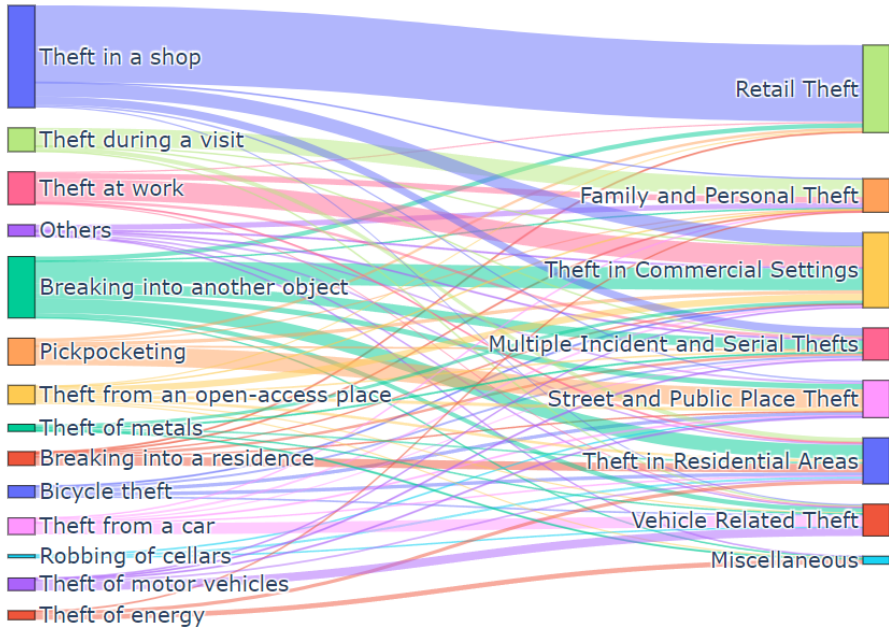 Theft in a shop
Theft during a visit
Theft at work
Others
Breaking into another object
Pickpocketing
Theft from an open-access place
Theft of metals
Breaking into a residence
Bicycle theft
Theft from a car
Robbing of cellars
Theft of motor vehicles
Theft of energy
Retail Theft
Family and Personal Theft
Theft in Commercial Settings
Multiple Incident and Serial Thefts
Street and Public Place Theft
Theft in Residential Areas
Vehicle Related Theft
Miscellaneous